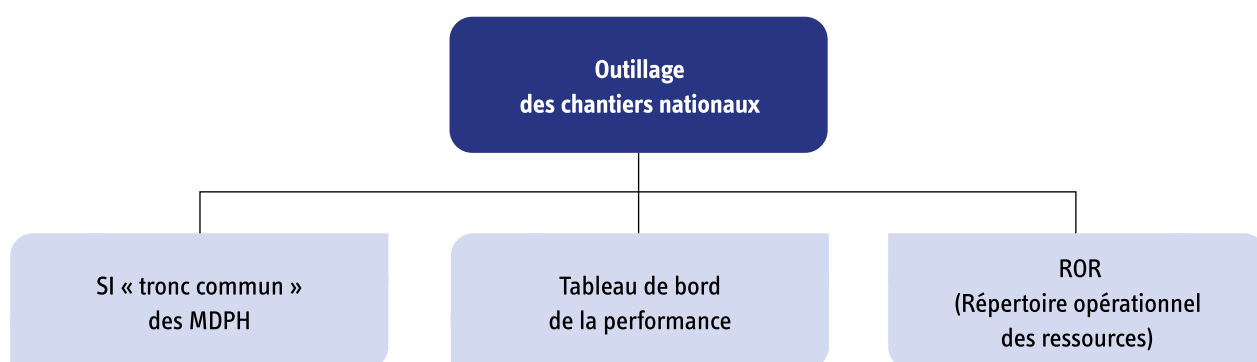 Outillage
des chantiers nationaux
SI « tronc commun »
des MDPH
Tableau de bord
de la performance
ROR
(Répertoire opérationnel
des ressources)